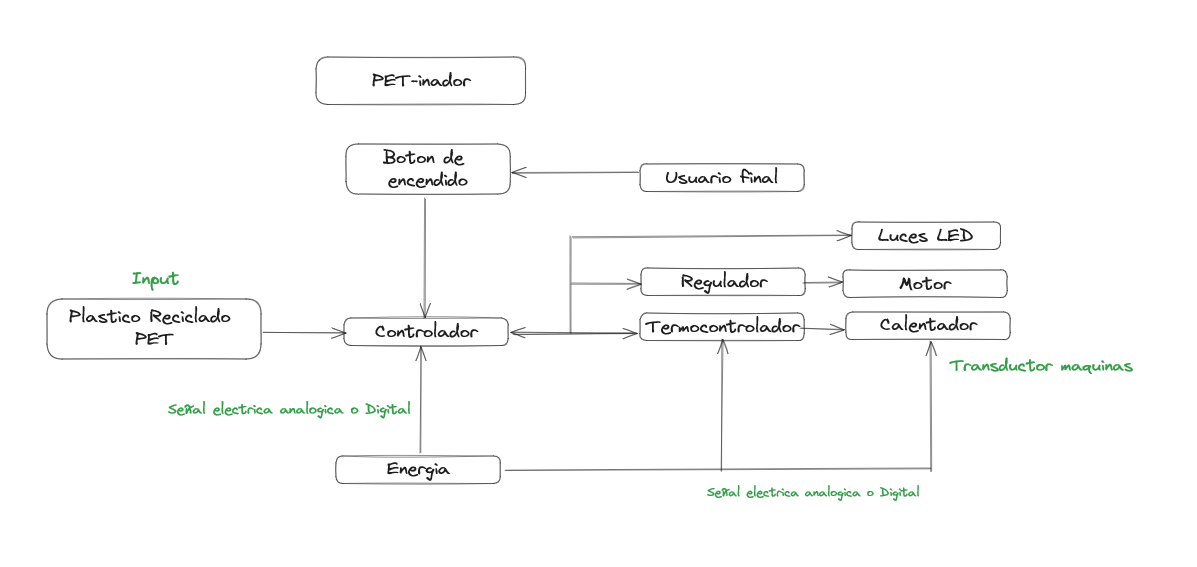 PET-inador
Boton de
encendido
Usuario final
Luces LED
Input
Regulador
Motor
Plastico Reciclado
PET
Controlador
Termocontrolador
Calentador
Transductor maquinas
Señal electrica analogica o Digital
Energia
Señal electrica analogica o Digital